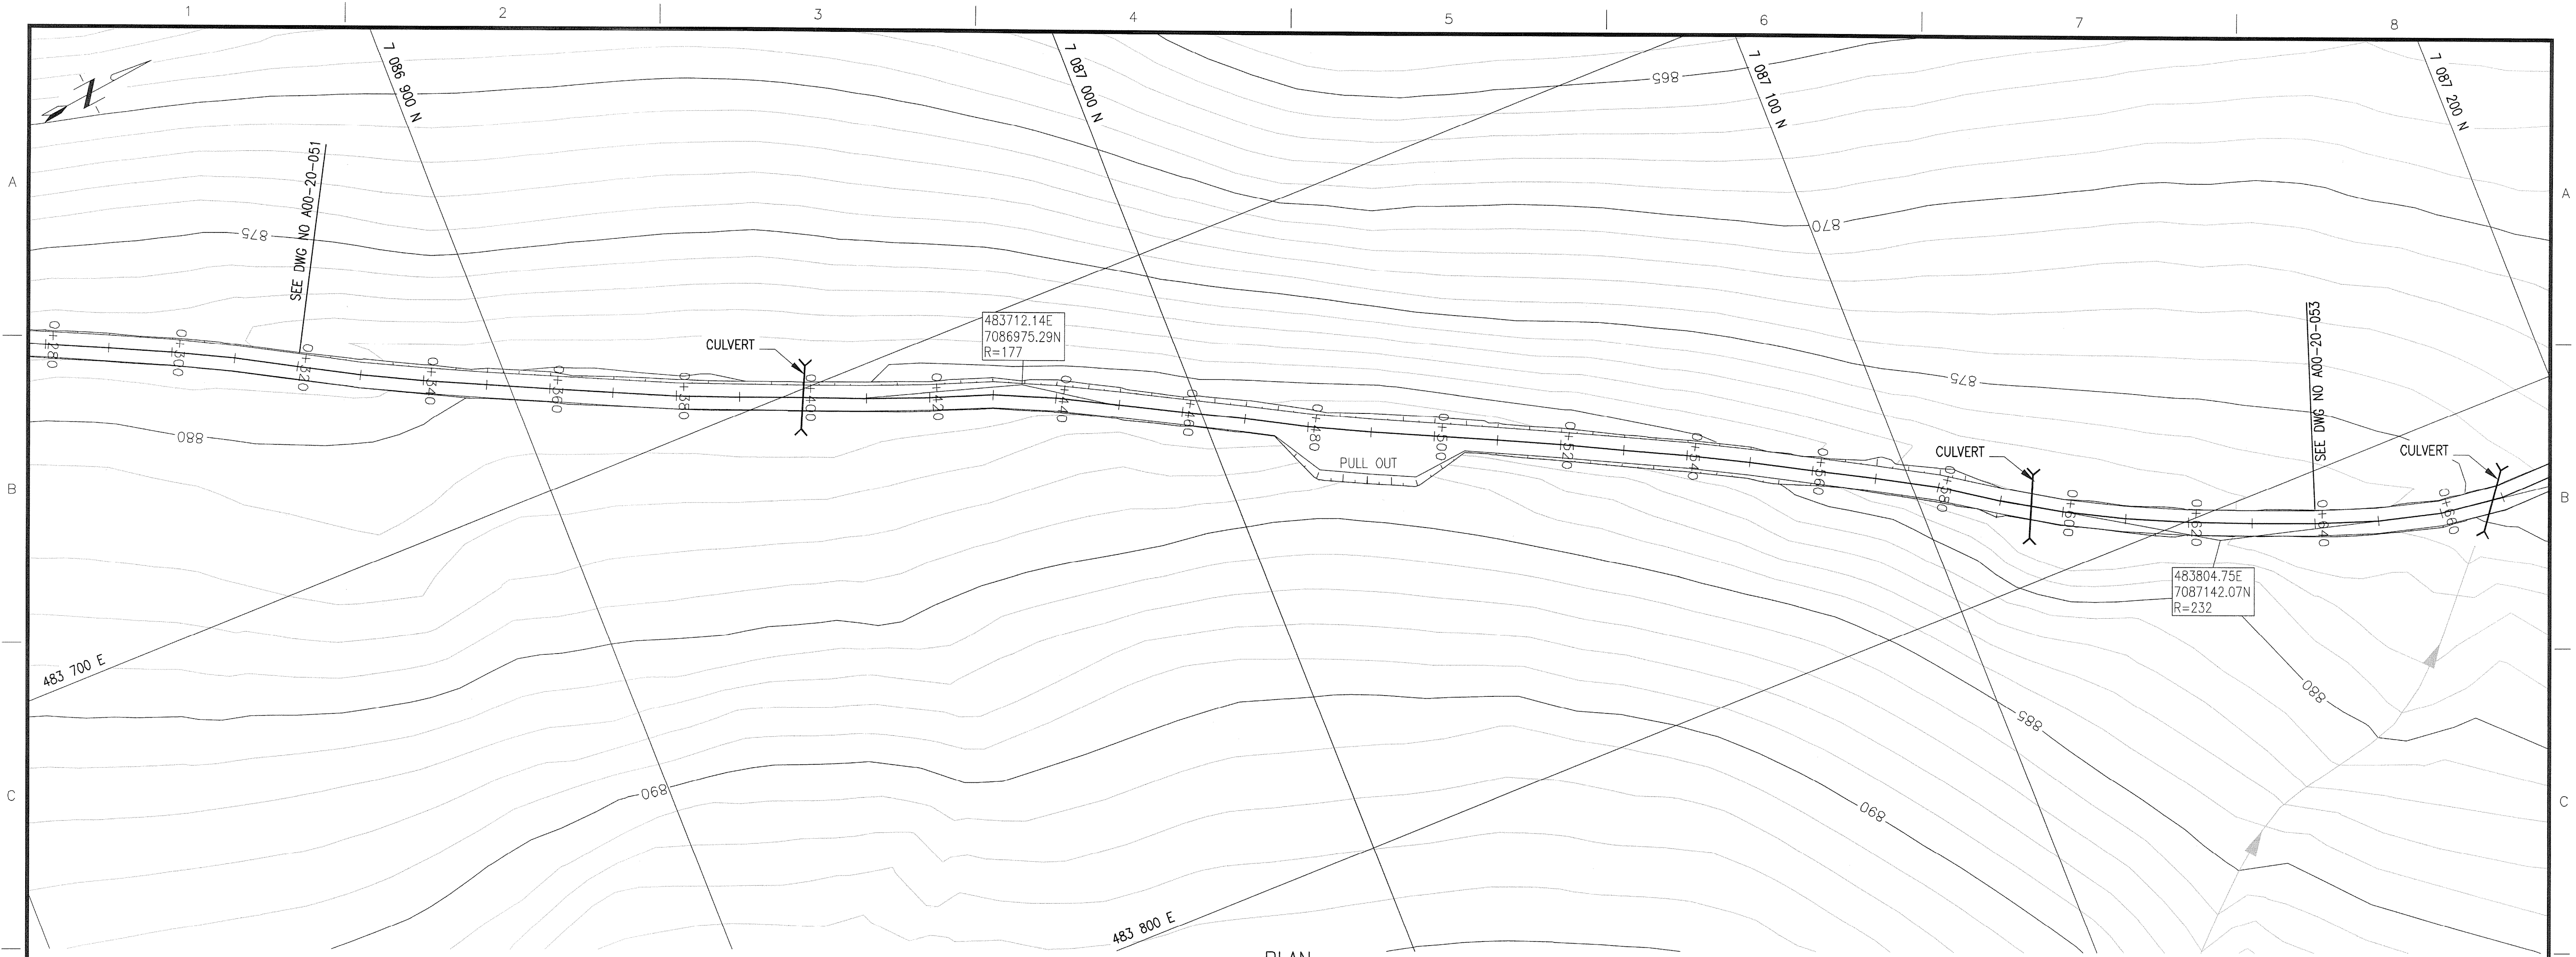 1 2 3 4 5 6 7 8
7 086 900 N
7 087 000 N
7 087 100 N
7 087 200 N
N
865
A
A
SEE DWG NO A00-20-051
870
875
SEE DWG NO A00-20-053
483712.14E
7086975.29N
R=177
CULVERT
875
0+280
0+300
0+320
0+340
0+360
0+380
0+400
0+420
0+440
0+460
0+480
0+500
0+520
0+540
0+560
0+580
0+600
0+620
0+640
0+660
880
CULVERT
CULVERT
PULL OUT
B
B
483804.75E
7087142.07N
R=232
483 700 E
880
885
890
890
C
C
483 800 E
PLAN